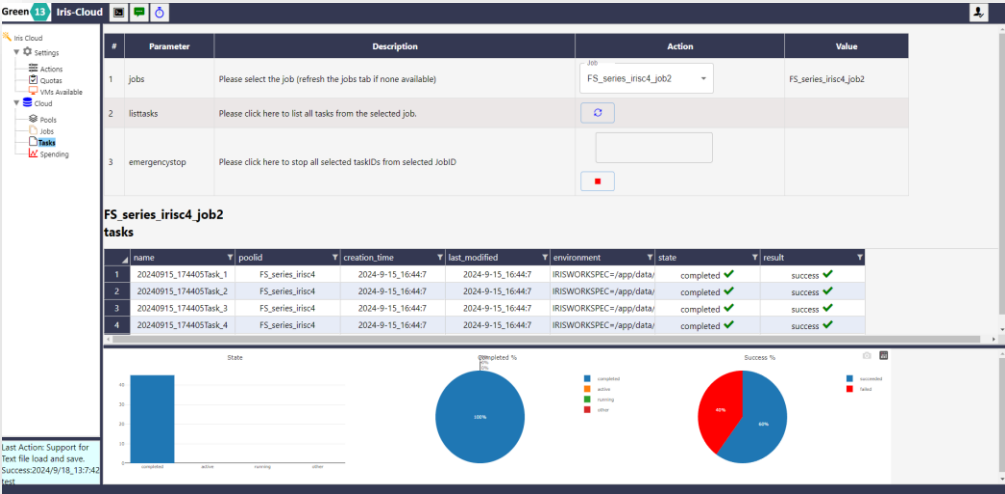 Green 13 Iris-Cloud
Iris Cloud
Settings
Actions
Quotas
VMs Available
Cloud
Pools
Jobs
Tasks
Spending
# Parameter Description Action Value
Job
1 jobs Please select the job (refresh the jobs tab if none available) FS_series_irisc4_job2 FS_series_irisc4_job2
2 listtasks Please click here to list all tasks from the selected job.
3 emergencystop Please click here to stop all selected taskIDs from selected JobID
FS_series_irisc4_job2
tasks
name poolid creation_time last_modified environment state result
1 20240915_174405Task_1 FS_series_irisc4 2024-9-15_16:44:7 2024-9-15_16:44:7 IRISWORKSPEC=/app/data/ completed success
2 20240915_174405Task_2 FS_series_irisc4 2024-9-15_16:44:7 2024-9-15_16:44:7 IRISWORKSPEC=/app/data/ completed success
3 20240915_174405Task_3 FS_series_irisc4 2024-9-15_16:44:7 2024-9-15_16:44:7 IRISWORKSPEC=/app/data/ completed success
4 20240915_174405Task_4 FS_series_irisc4 2024-9-15_16:44:7 2024-9-15_16:44:7 IRISWORKSPEC=/app/data/ completed success
State
40
30
20
10
0
completed active running other
Completed %
100%
completed
active
running
other
Success %
40%
60%
succeeded
failed
Last Action: Support for
Text file load and save.
Success:2024/9/18_13:7:42
test